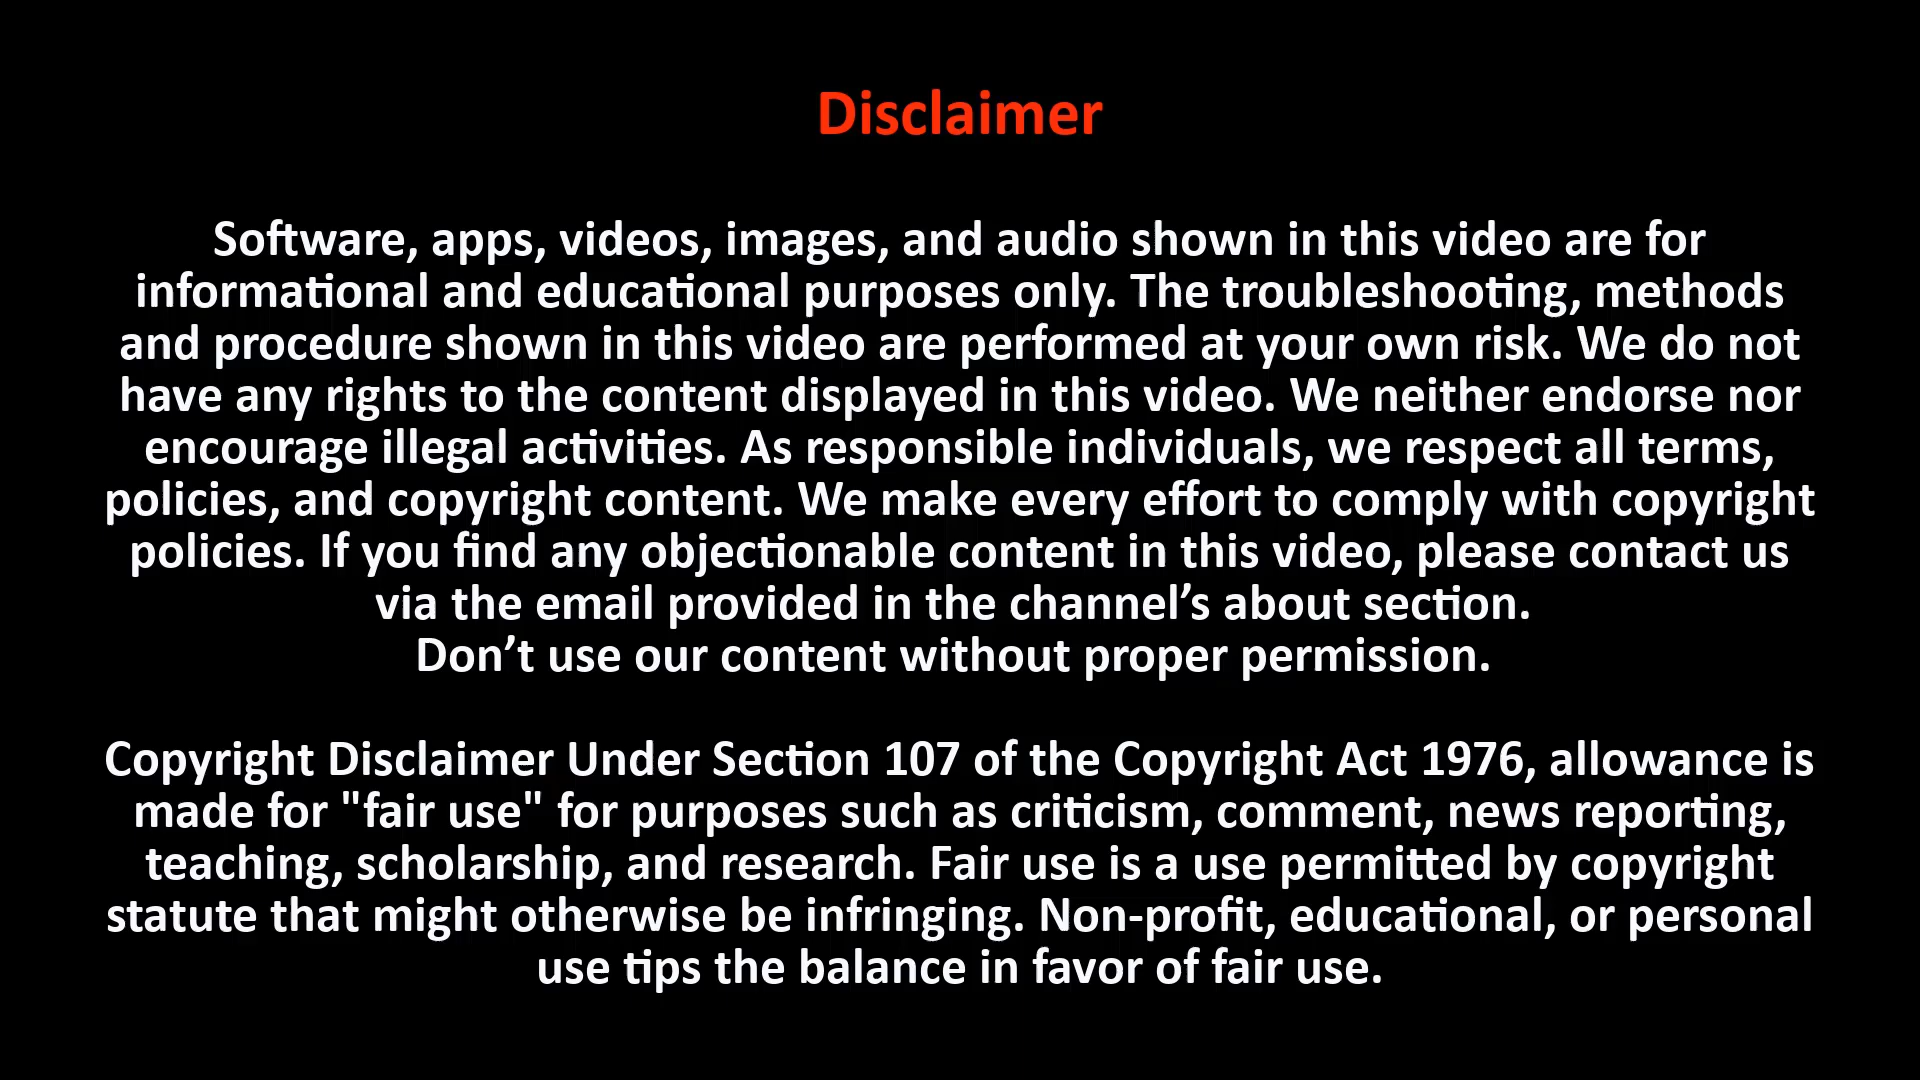 Disclaimer
Software, apps, videos, images, and audio shown in this video are for
informational and educational purposes only. The troubleshooting, methods
and procedure shown in this video are performed at your own risk. We do not
have any rights to the content displayed in this video. We neither endorse nor
encourage illegal activities. As responsible individuals, we respect all terms,
policies, and copyright content. We make every effort to comply with copyright
policies. If you find any objectionable content in this video, please contact us
via the email provided in the channel’s about section.
Don’t use our content without proper permission.
Copyright Disclaimer Under Section 107 of the Copyright Act 1976, allowance is
made for "fair use" for purposes such as criticism, comment, news reporting,
teaching, scholarship, and research. Fair use is a use permitted by copyright
statute that might otherwise be infringing. Non-profit, educational, or personal
use tips the balance in favor of fair use.